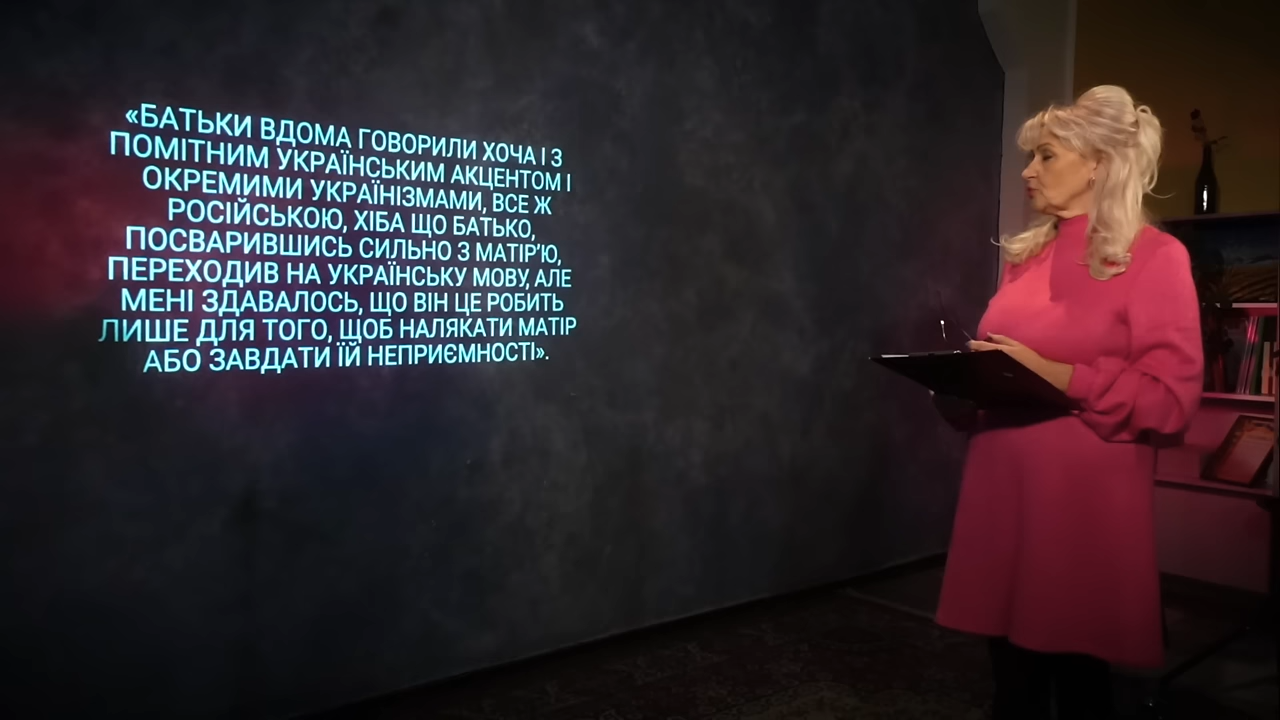 «БАТЬКИ ВДОМА ГОВОРИЛИ ХОЧА І З
ПОМІТНИМ УКРАЇНСЬКИМ АКЦЕНТОМ І
ОКРЕМИМИ УКРАЇНІЗМАМИ, ВСЕ Ж
РОСІЙСЬКОЮ, ХІБА ЩО БАТЬКО,
ПОСВАРИВШИСЬ СИЛЬНО З МАТІР'Ю,
ПЕРЕХОДИВ НА УКРАЇНСЬКУ МОВУ, АЛЕ
МЕНІ ЗДАВАЛОСЬ, ЩО ВІН ЦЕ РОБИТЬ
ЛИШЕ ДЛЯ ТОГО, ЩОБ НАЛЯКАТИ МАТІР
АБО ЗАВДАТИ ЇЙ НЕПРИЄМНОСТІ».